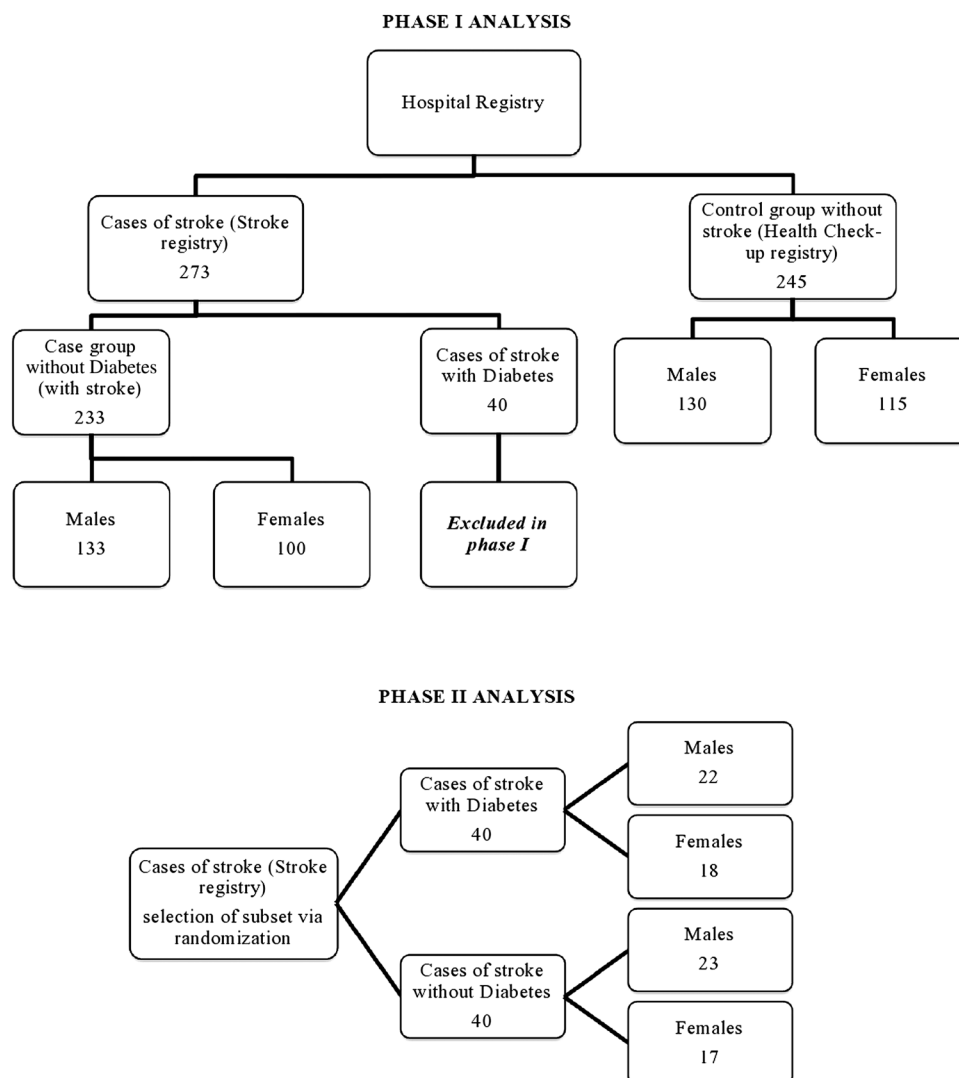 PHASE I ANALYSIS
Hospital Registry
Cases of stroke (Stroke
registry)
273
Control group without
stroke (Health Check-
up registry)
245
Case group
without Diabetes
(with stroke)
233
Cases of stroke
with Diabetes
40
Males
130
Females
115
Males
133
Females
100
Excluded in
phase I
PHASE II ANALYSIS
Cases of stroke (Stroke
registry)
selection of subset via
randomization
Cases of stroke
with Diabetes
40
Males
22
Females
18
Cases of stroke
without Diabetes
40
Males
23
Females
17